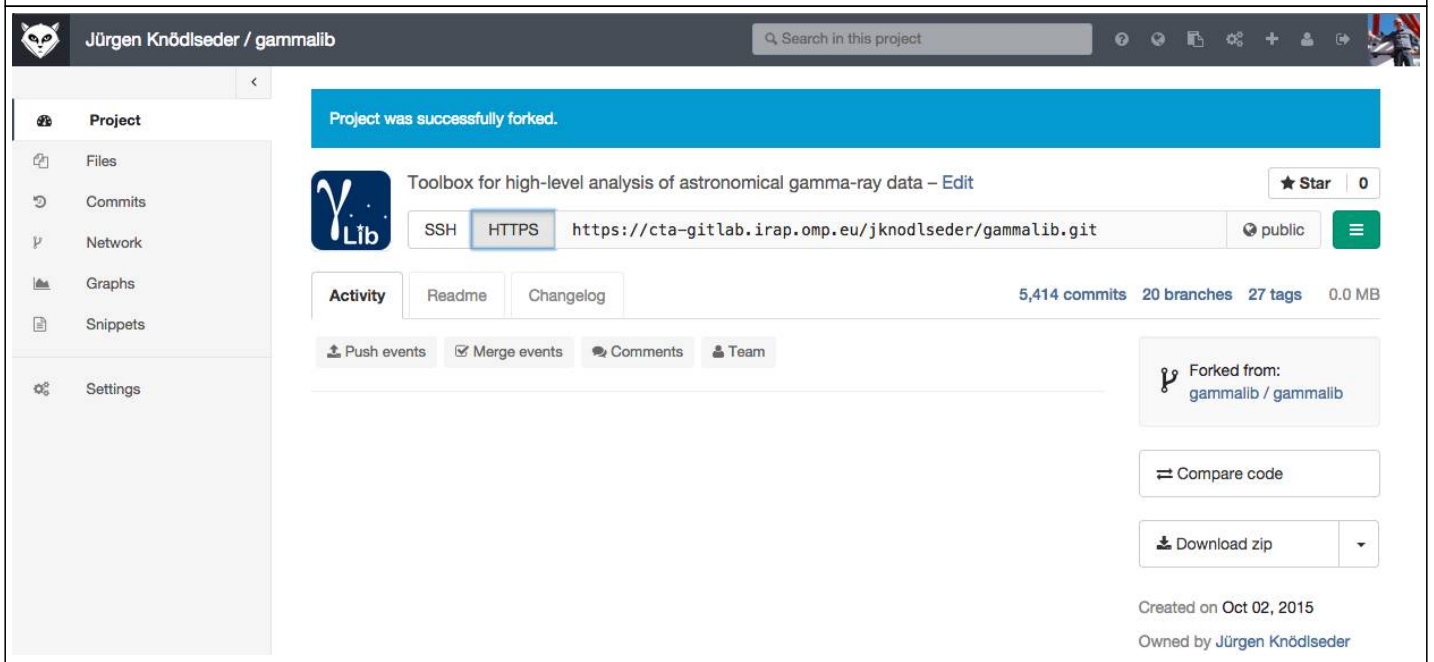 Jürgen Knödlseder / gammalib
Search in this project
Project
Files
Commits
Network
Graphs
Snippets
Settings
Project was successfully forked.
γLib
Toolbox for high-level analysis of astronomical gamma-ray data – Edit
Star 0
SSH HTTPS https://cta-gitlab.irap.omp.eu/jknodlseder/gammalib.git public
Activity Readme Changelog 5,414 commits 20 branches 27 tags 0.0 MB
Push events Merge events Comments Team
Forked from:
gammalib / gammalib
Compare code
Download zip
Created on Oct 02, 2015
Owned by Jürgen Knödlseder